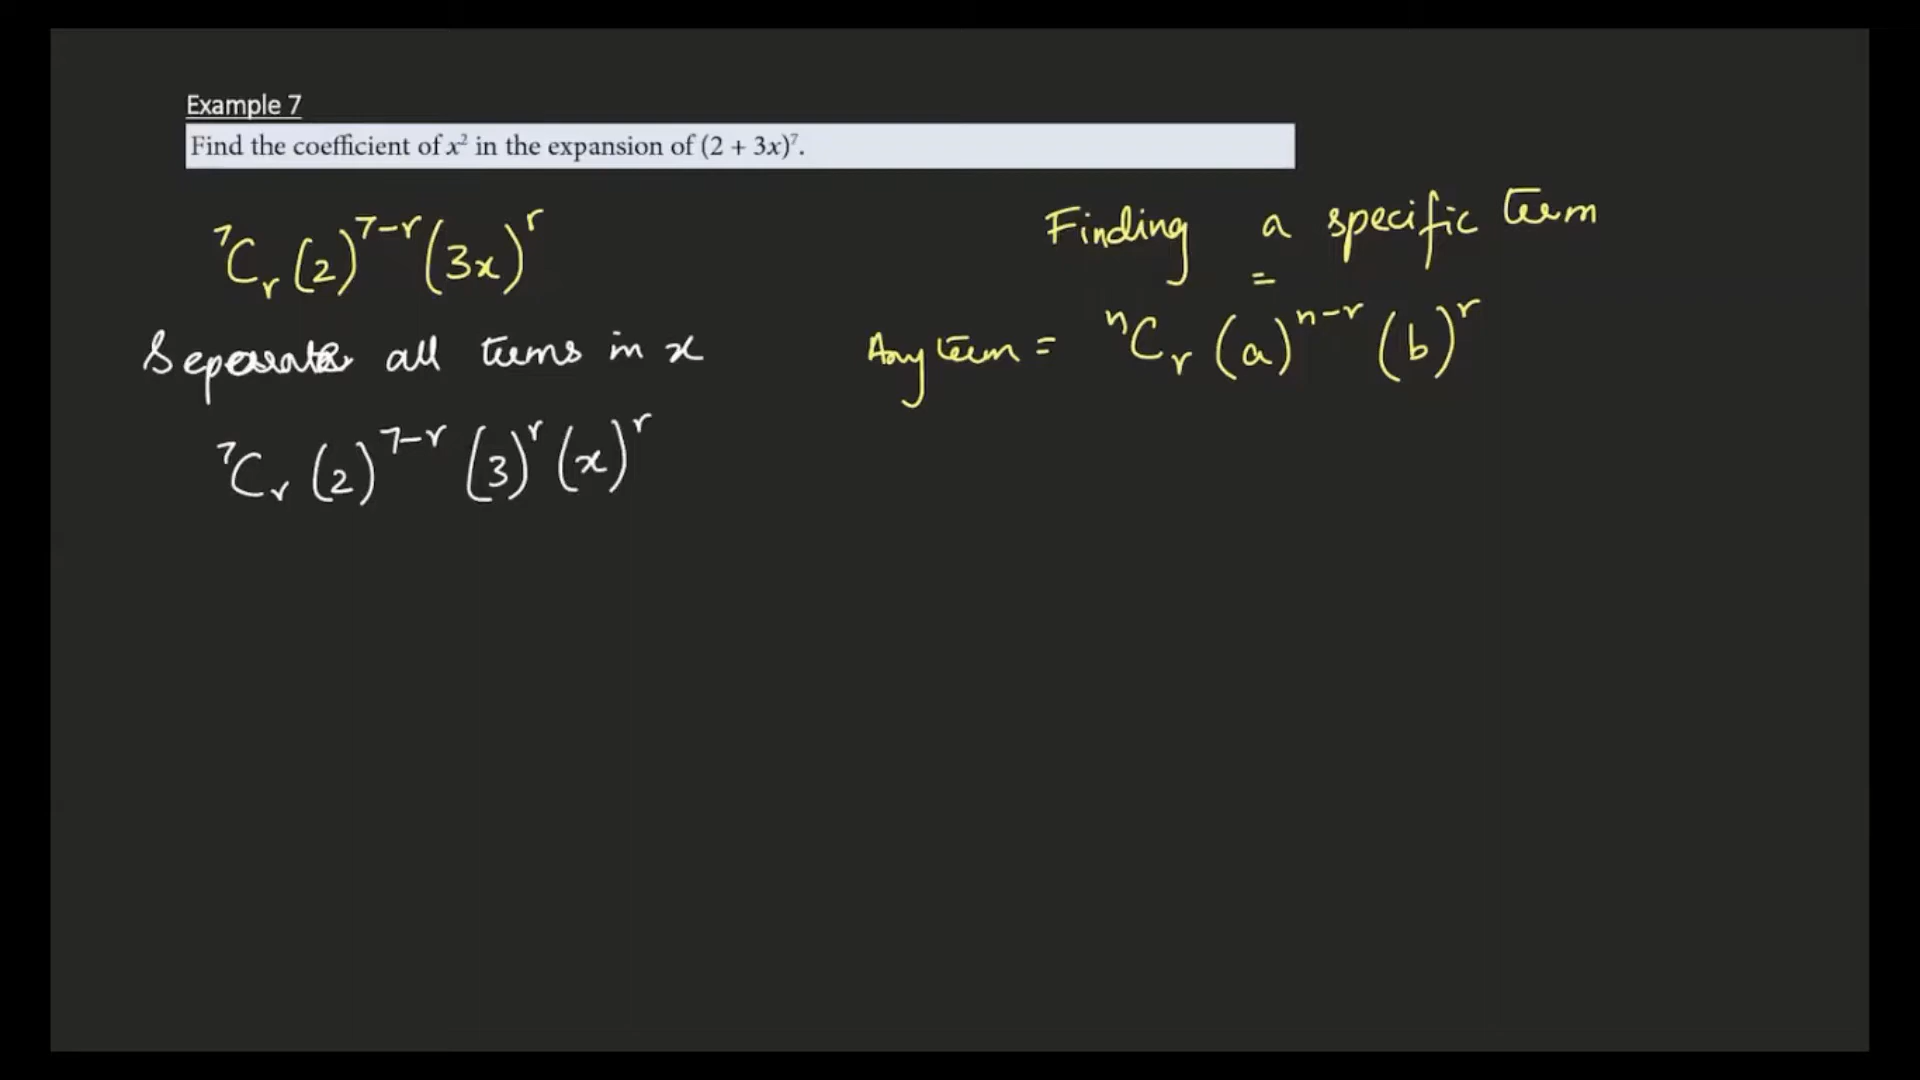 Example 7
Find the coefficient of x² in the expansion of (2 + 3x)⁷.
Finding a specific term
⁷Cᵣ (2)⁷⁻ʳ (3x)ʳ
=
Any term = ⁿCᵣ (a)ⁿ⁻ʳ (b)ʳ
Seperate all terms in x
⁷Cᵣ (2)⁷⁻ʳ (3)ʳ (x)ʳ